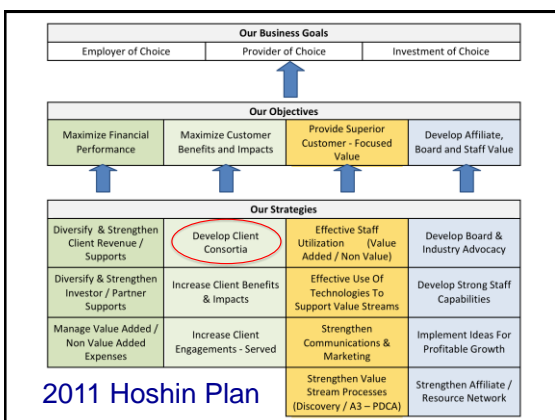 Our Business Goals
Employer of Choice
Provider of Choice
Investment of Choice
Our Objectives
Maximize Financial
Performance
Maximize Customer
Benefits and Impacts
Provide Superior
Customer - Focused
Value
Develop Affiliate,
Board and Staff Value
Our Strategies
Diversify & Strengthen
Client Revenue /
Supports
Develop Client
Consortia
Effective Staff
Utilization (Value
Added / Non Value)
Develop Board &
Industry Advocacy
Diversify & Strengthen
Investor / Partner
Supports
Increase Client Benefits
& Impacts
Effective Use Of
Technologies To
Support Value Streams
Develop Strong Staff
Capabilities
Manage Value Added /
Non Value Added
Expenses
Increase Client
Engagements - Served
Strengthen
Communications &
Marketing
Implement Ideas For
Profitable Growth
Strengthen Value
Stream Processes
(Discovery / A3 – PDCA)
Strengthen Affiliate /
Resource Network
2011 Hoshin Plan